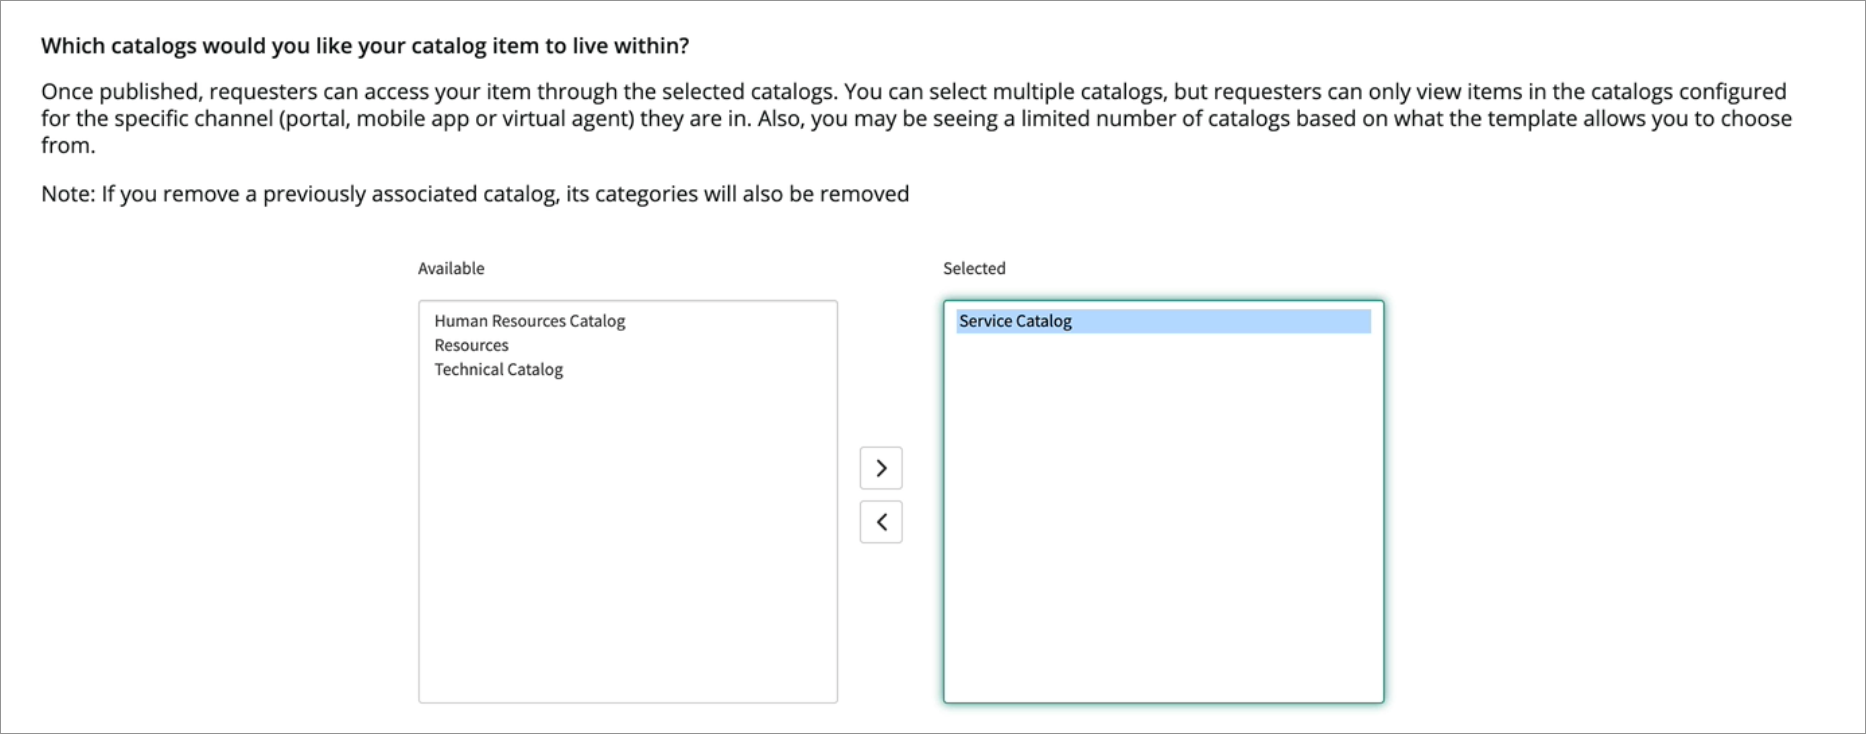 Which catalogs would you like your catalog item to live within?
Once published, requesters can access your item through the selected catalogs. You can select multiple catalogs, but requesters can only view items in the catalogs configured
for the specific channel (portal, mobile app or virtual agent) they are in. Also, you may be seeing a limited number of catalogs based on what the template allows you to choose
from.
Note: If you remove a previously associated catalog, its categories will also be removed
Available
Human Resources Catalog
Resources
Technical Catalog
Selected
Service Catalog